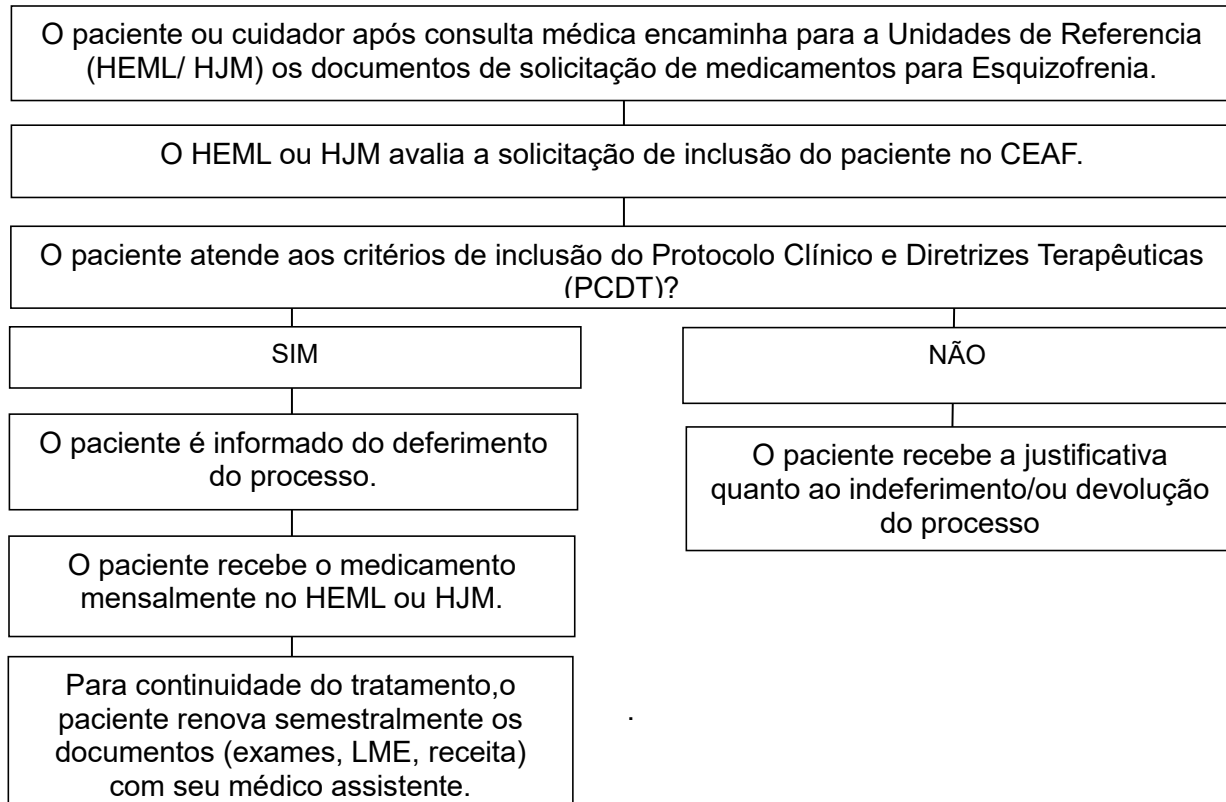 O paciente ou cuidador após consulta médica encaminha para a Unidades de Referencia
(HEML/ HJM) os documentos de solicitação de medicamentos para Esquizofrenia.
O HEML ou HJM avalia a solicitação de inclusão do paciente no CEAF.
O paciente atende aos critérios de inclusão do Protocolo Clínico e Diretrizes Terapêuticas
(PCDT)?
SIM
NÃO
O paciente é informado do deferimento
do processo.
O paciente recebe a justificativa
quanto ao indeferimento/ou devolução
do processo
O paciente recebe o medicamento
mensalmente no HEML ou HJM.
Para continuidade do tratamento,o
paciente renova semestralmente os
documentos (exames, LME, receita)
com seu médico assistente.
.